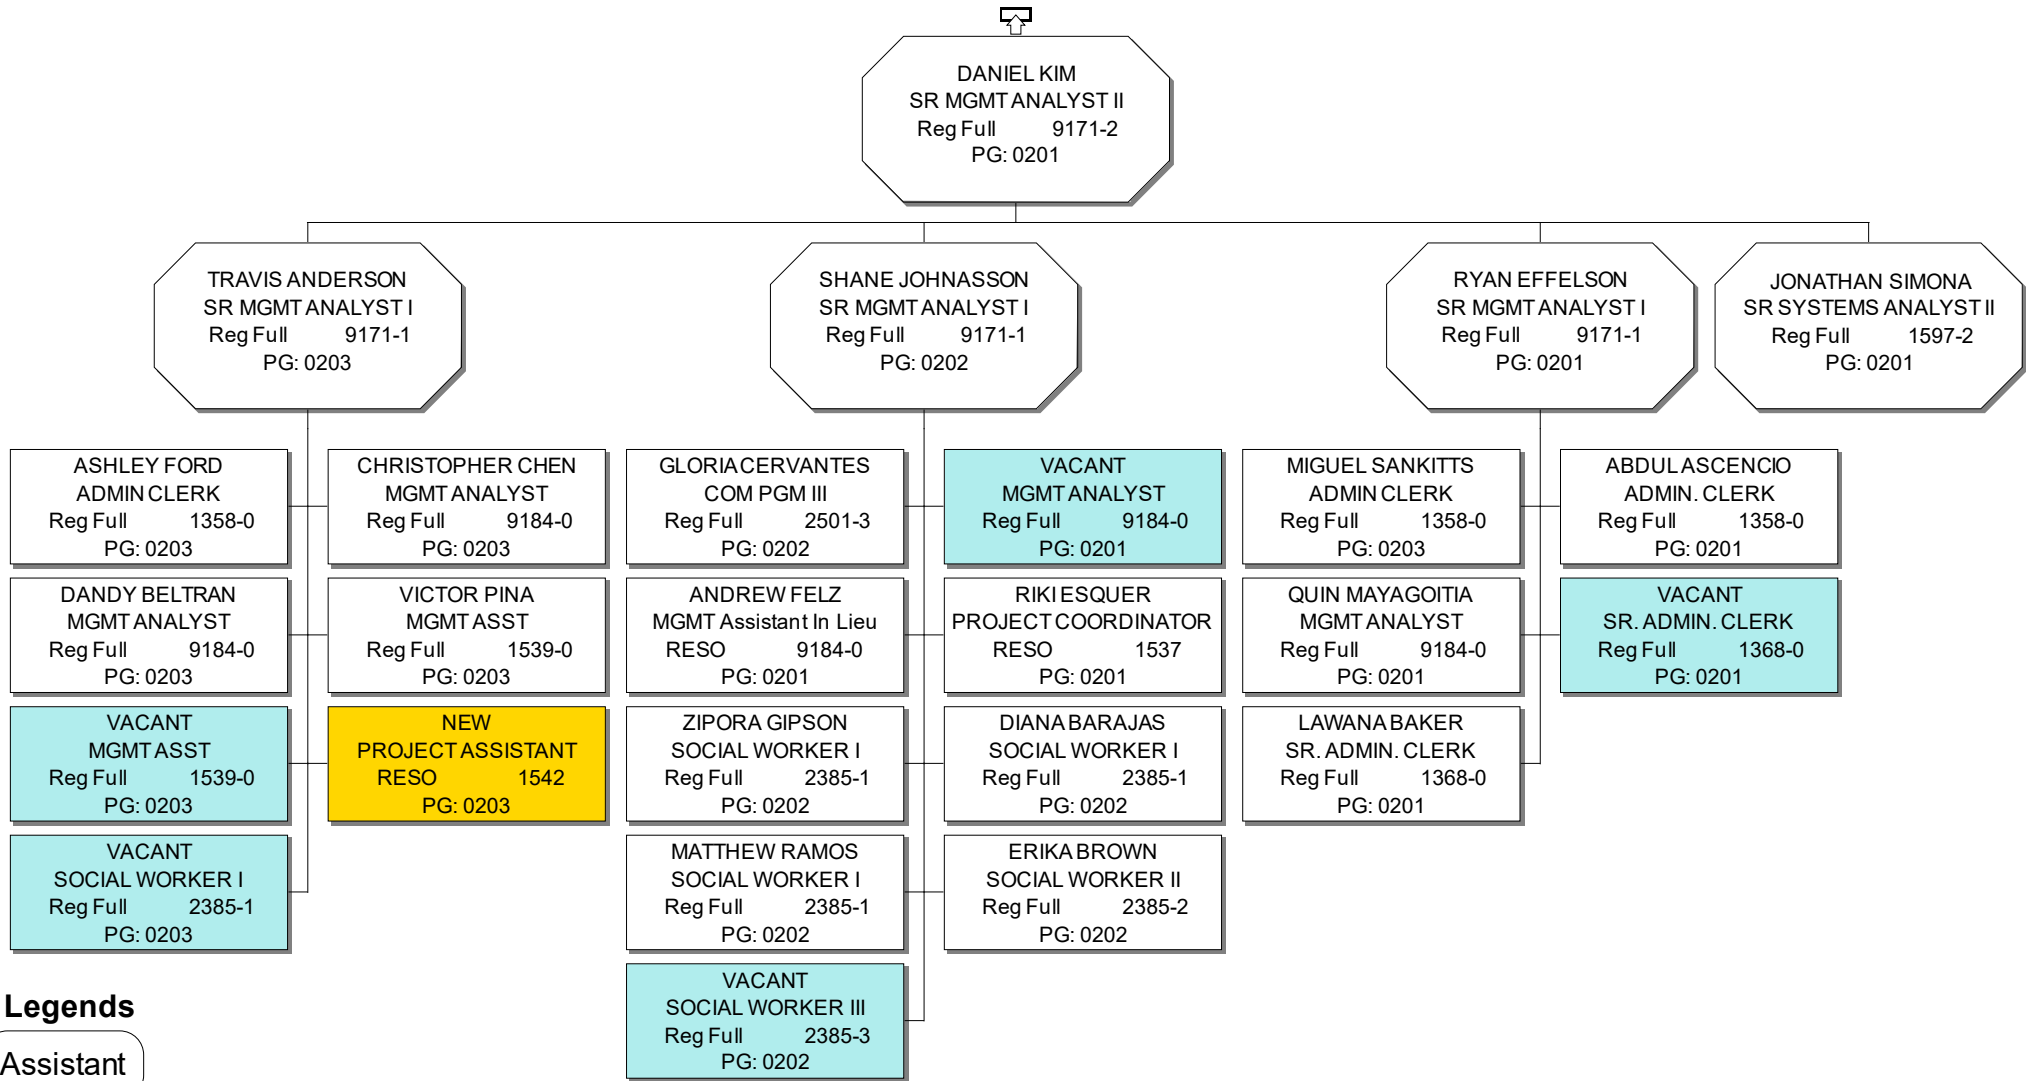 DANIEL KIM
SR MGMT ANALYST II
Reg Full 9171-2
PG: 0201
TRAVIS ANDERSON
SR MGMT ANALYST I
Reg Full 9171-1
PG: 0203
SHANE JOHNASSON
SR MGMT ANALYST I
Reg Full 9171-1
PG: 0202
RYAN EFFELSON
SR MGMT ANALYST I
Reg Full 9171-1
PG: 0201
JONATHAN SIMONA
SR SYSTEMS ANALYST II
Reg Full 1597-2
PG: 0201
ASHLEY FORD
ADMIN CLERK
Reg Full 1358-0
PG: 0203
CHRISTOPHER CHEN
MGMT ANALYST
Reg Full 9184-0
PG: 0203
GLORIA CERVANTES
COM PGM III
Reg Full 2501-3
PG: 0202
VACANT
MGMT ANALYST
Reg Full 9184-0
PG: 0201
MIGUEL SANKITTS
ADMIN CLERK
Reg Full 1358-0
PG: 0203
ABDUL ASCENCIO
ADMIN. CLERK
Reg Full 1358-0
PG: 0201
DANDY BELTRAN
MGMT ANALYST
Reg Full 9184-0
PG: 0203
VICTOR PINA
MGMT ASST
Reg Full 1539-0
PG: 0203
ANDREW FELZ
MGMT Assistant In Lieu
RESO 9184-0
PG: 0201
RIKI ESQUER
PROJECT COORDINATOR
RESO 1537
PG: 0201
QUIN MAYAGOITIA
MGMT ANALYST
Reg Full 9184-0
PG: 0201
VACANT
SR. ADMIN. CLERK
Reg Full 1368-0
PG: 0201
VACANT
MGMT ASST
Reg Full 1539-0
PG: 0203
NEW
PROJECT ASSISTANT
RESO 1542
PG: 0203
ZIPORA GIPSON
SOCIAL WORKER I
Reg Full 2385-1
PG: 0202
DIANA BARAJAS
SOCIAL WORKER I
Reg Full 2385-1
PG: 0202
LAWANA BAKER
SR. ADMIN. CLERK
Reg Full 1368-0
PG: 0201
VACANT
SOCIAL WORKER I
Reg Full 2385-1
PG: 0203
MATTHEW RAMOS
SOCIAL WORKER I
Reg Full 2385-1
PG: 0202
ERIKA BROWN
SOCIAL WORKER II
Reg Full 2385-2
PG: 0202
VACANT
SOCIAL WORKER III
Reg Full 2385-3
PG: 0202
Legends
Assistant